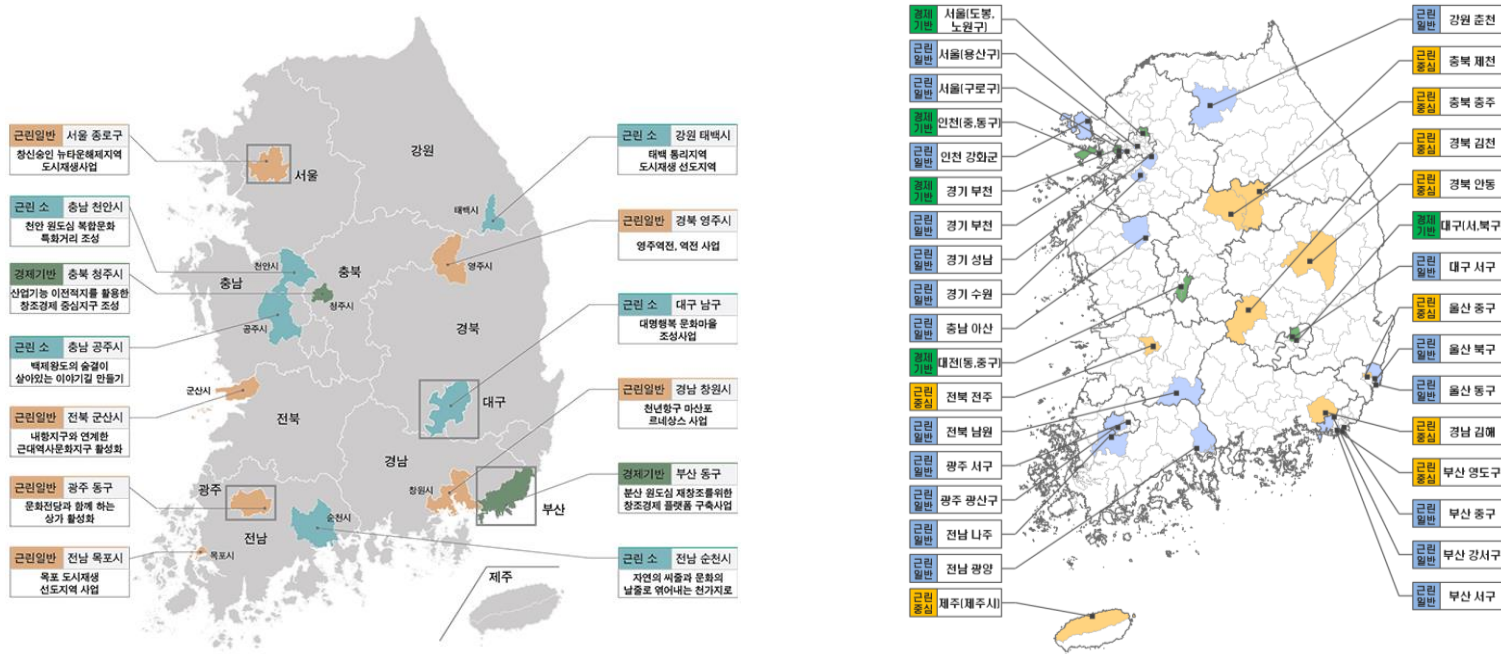 근린일반 서울 종로구
창신숭인 뉴타운해제지역
도시재생사업
근린 소 충남 천안시
천안 원도심 복합문화
특화거리 조성
경제기반 충북 청주시
산업기능 이전적지를 활용한
창조경제 중심지구 조성
근린 소 충남 공주시
백제왕도의 숨결이
살아있는 이야기길 만들기
근린일반 전북 군산시
내항지구와 연계한
근대역사문화지구 활성화
근린일반 광주 동구
문화전당과 함께 하는
상가 활성화
근린일반 전남 목포시
목포 도시재생
선도지역 사업
강원
서울
태백시
영주시
천안시
충북
충남
청주시
공주시
경북
군산시
전북
대구
경남
창원시
부산
광주
순천시
전남
목포시
제주
근린 소 강원 태백시
태백 통리지역
도시재생 선도지역
근린일반 경북 영주시
영주역전, 역전 사업
근린 소 대구 남구
대명행복 문화마을
조성사업
근린일반 경남 창원시
천년항구 마산포
르네상스 사업
경제기반 부산 동구
분산 원도심 재창조를위한
창조경제 플랫폼 구축사업
근린 소 전남 순천시
자연의 씨줄과 문화의
날줄로 엮어내는 천가지로
경제
기반
서울(도봉,
노원구)
근린
일반
서울(용산구)
근린
일반
서울(구로구)
경제
기반
인천(중,동구)
근린
일반
인천 강화군
경제
기반
경기 부천
근린
일반
경기 부천
근린
일반
경기 성남
근린
일반
경기 수원
근린
일반
충남 아산
경제
기반
대전(동,중구)
근린
중심
전북 전주
근린
일반
전북 남원
근린
일반
광주 서구
근린
일반
광주 광산구
근린
일반
전남 나주
근린
일반
전남 광양
근린
중심
제주(제주시)
근린
일반
강원 춘천
근린
중심
충북 제천
근린
중심
충북 충주
근린
중심
경북 김천
근린
중심
경북 안동
경제
기반
대구(서,북구)
근린
일반
대구 서구
근린
중심
울산 중구
근린
일반
울산 북구
근린
일반
울산 동구
근린
중심
경남 김해
근린
중심
부산 영도구
근린
일반
부산 중구
근린
일반
부산 강서구
근린
일반
부산 서구